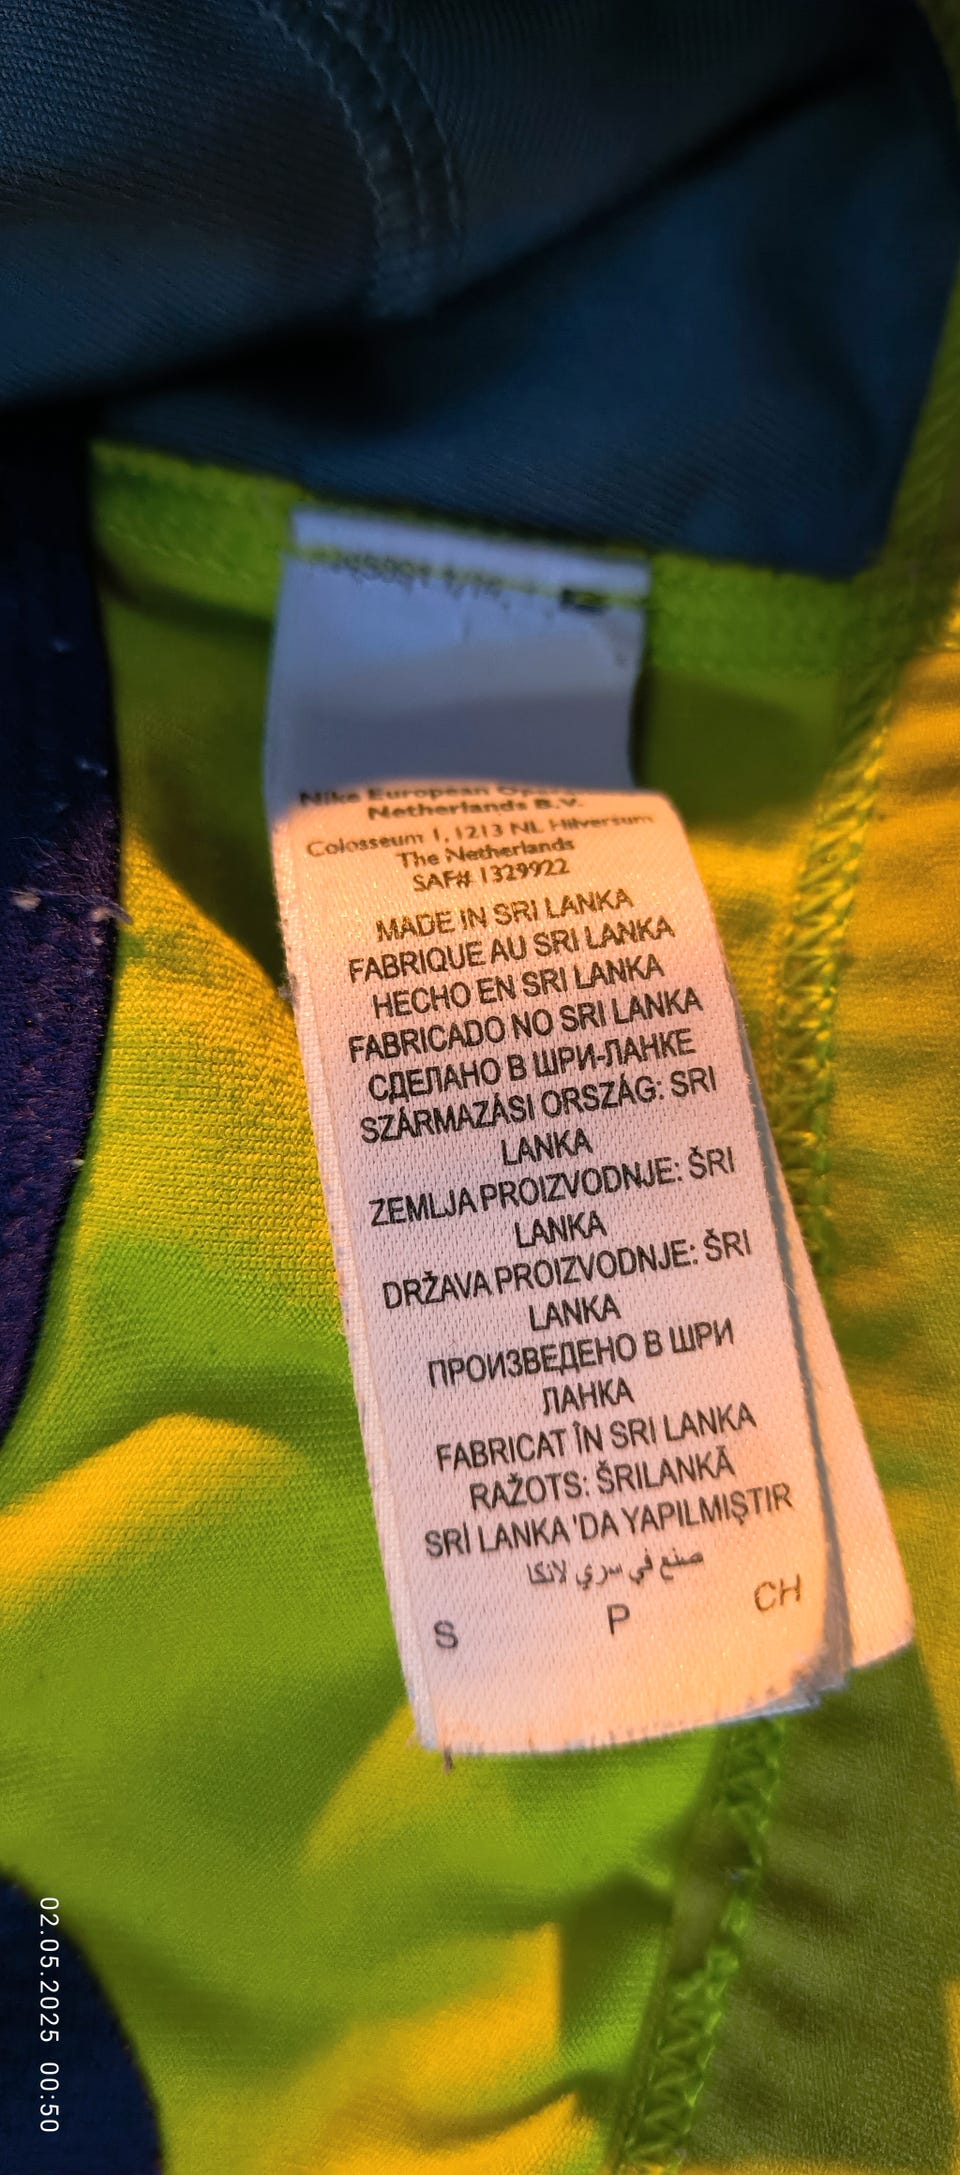 Nike European
Netherlands B.V.
Colosseum 1, 1213 NL Hilversum
The Netherlands
SAF# 1329922
MADE IN SRI LANKA
FABRIQUE AU SRI LANKA
HECHO EN SRI LANKA
FABRICADO NO SRI LANKA
СДЕЛАНО В ШРИ-ЛАНКЕ
SZÁRMAZÁSI ORSZÁG: SRI
LANKA
ZEMLJA PROIZVODNJE: ŠRI
LANKA
DRŽAVA PROIZVODNJE: ŠRI
LANKA
ПРОИЗВЕДЕНО В ШРИ
ЛАНКА
FABRICAT ÎN SRI LANKA
RAŽOTS: ŠRILANKĀ
SRİ LANKA 'DA YAPILMIŞTIR
صنع في سري لانكا
S P CH
02.05.2025 00:50